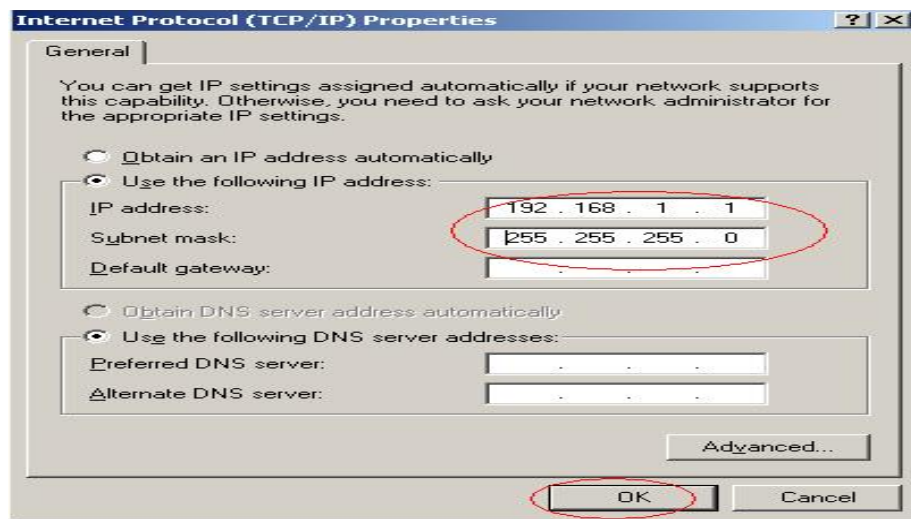 Internet Protocol (TCP/IP) Properties
General
You can get IP settings assigned automatically if your network supports
this capability. Otherwise, you need to ask your network administrator for
the appropriate IP settings.
Obtain an IP address automatically
Use the following IP address:
IP address: 192 . 168 . 1 . 1
Subnet mask: 255 . 255 . 255 . 0
Default gateway: . . .
Obtain DNS server address automatically
Use the following DNS server addresses:
Preferred DNS server: . . .
Alternate DNS server: . . .
Advanced...
OK Cancel